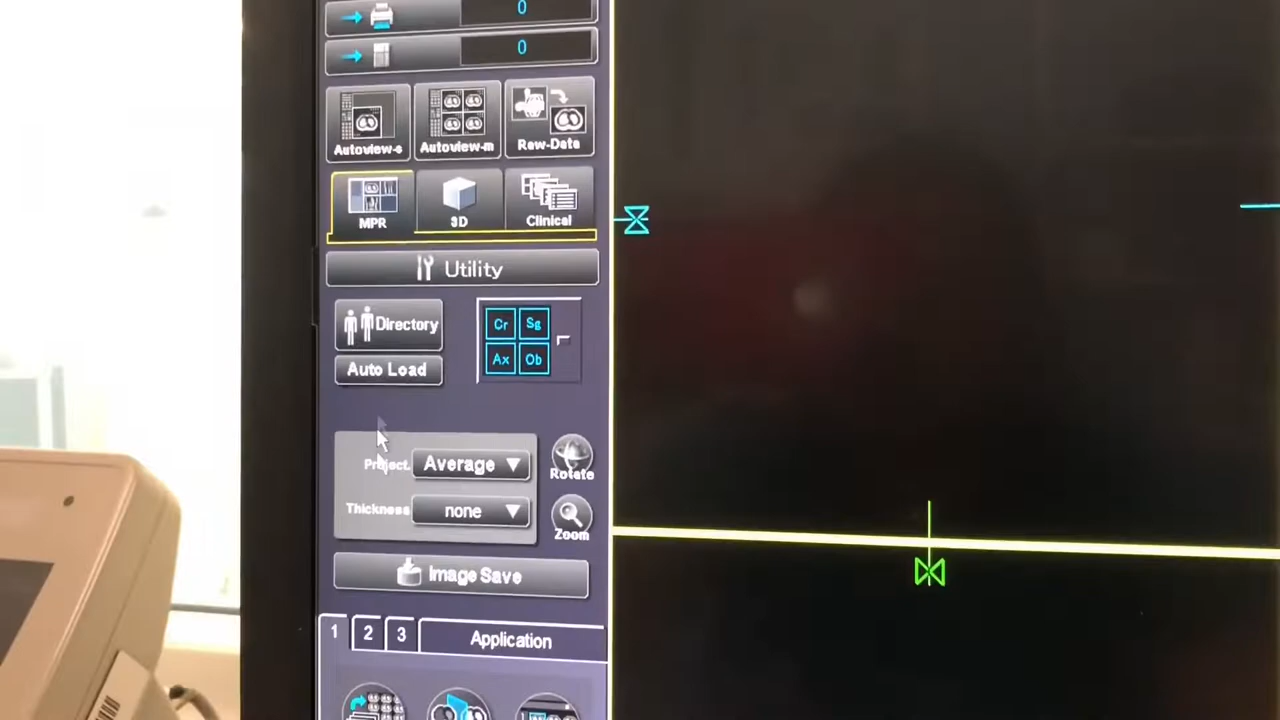 0
0
Autoview-s Autoview-m Raw-Data
MPR 3D Clinical
Utility
Directory
Cr Sg
Auto Load
Ax Ob
Project. Average
Rotate
Thickness none
Zoom
Image Save
1 2 3 Application